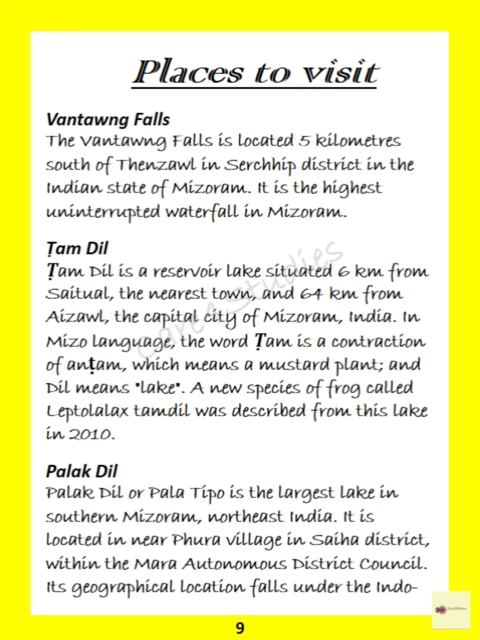 Places to visit
Vantawng Falls
The Vantawng Falls is located 5 kilometres
south of Thenzawl in Serchhip district in the
Indian state of Mizoram. It is the highest
uninterrupted waterfall in Mizoram.
Ṭam Dil
Ṭam Dil is a reservoir lake situated 6 km from
Saitual, the nearest town, and 64 km from
Aizawl, the capital city of Mizoram, India. In
Mizo language, the word Ṭam is a contraction
of anṭam, which means a mustard plant; and
Dil means "lake". A new species of frog called
Leptolalax tamdil was described from this lake
in 2010.
Palak Dil
Palak Dil or Pala Tipo is the largest lake in
southern Mizoram, northeast India. It is
located in near Phura village in Saiha district,
within the Mara Autonomous District Council.
Its geographical location falls under the Indo-
9